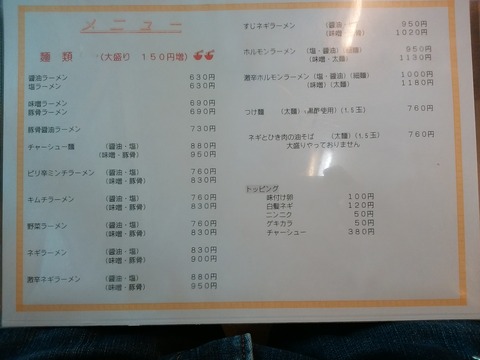 メニュー
麺類 (大盛り 150円増)
醤油ラーメン 630円
塩ラーメン 630円
味噌ラーメン 690円
豚骨ラーメン 690円
豚骨醤油ラーメン 730円
チャーシュー麺 (醤油・塩) 880円
(味噌・豚骨) 950円
ピリ辛ミンチラーメン (醤油・塩) 760円
(味噌・豚骨) 830円
キムチラーメン (醤油・塩) 760円
(味噌・豚骨) 830円
野菜ラーメン (醤油・塩) 760円
(味噌・豚骨) 830円
ネギラーメン (醤油・塩) 830円
(味噌・豚骨) 900円
激辛ネギラーメン (醤油・塩) 880円
(味噌・豚骨) 950円
すじネギラーメン (醤油・塩) 950円
(味噌・豚骨) 1020円
ホルモンラーメン (塩・醤油)(細麺) 950円
(味噌・太麺) 1130円
激辛ホルモンラーメン (塩・醤油)(細麺) 1000円
(味噌)(太麺) 1180円
つけ麺 (太麺)、黒酢使用)(1.5玉) 760円
ネギとひき肉の油そば (太麺)(1.5玉) 760円
大盛りやっておりません
トッピング
味付け卵 100円
白髪ネギ 120円
ニンニク 50円
ゲキカラ 50円
チャーシュー 380円